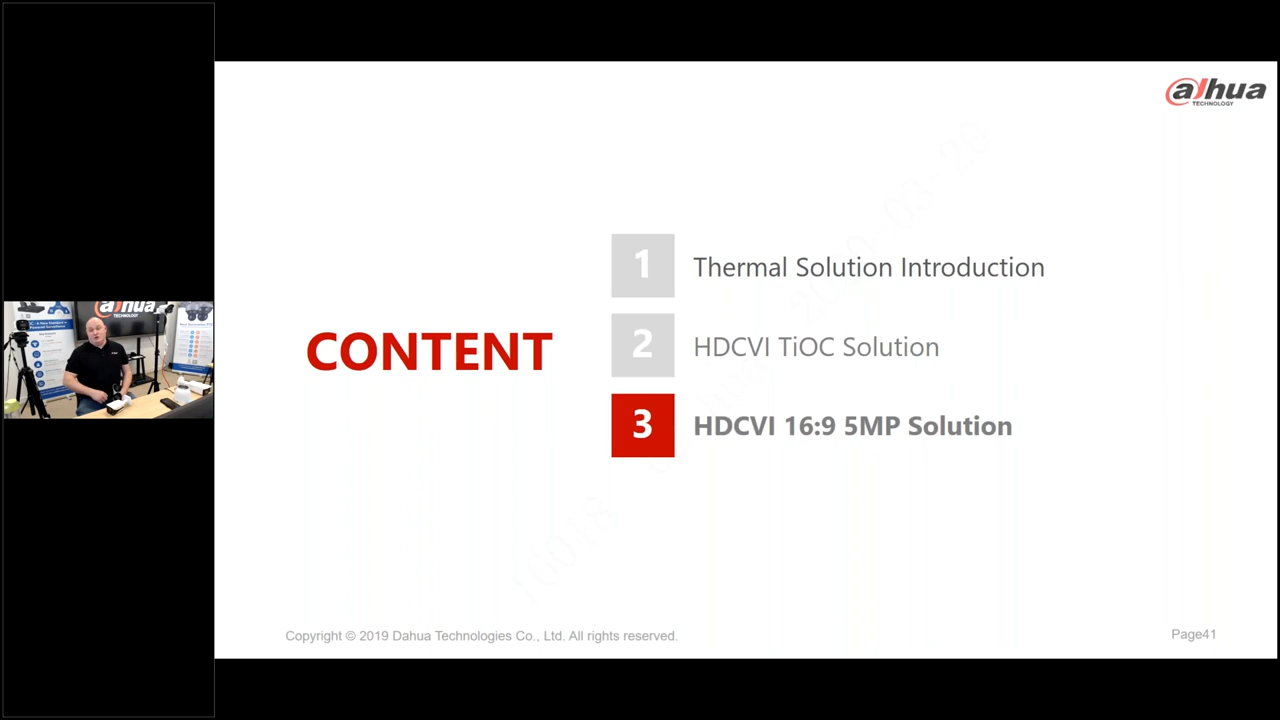 alhua
TECHNOLOGY
CONTENT
1
Thermal Solution Introduction
2
HDCVI TiOC Solution
3
HDCVI 16:9 5MP Solution
Copyright © 2019 Dahua Technologies Co., Ltd. All rights reserved.
Page41